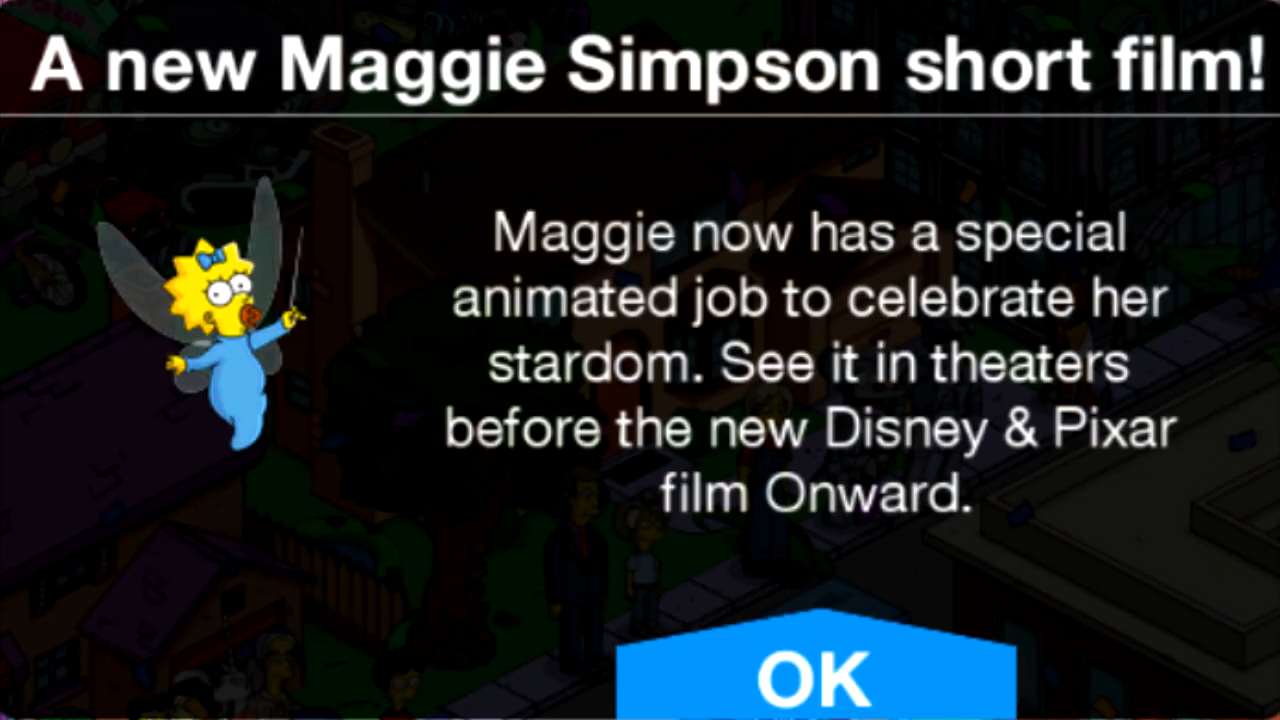 A new Maggie Simpson short film!
Maggie now has a special
animated job to celebrate her
stardom. See it in theaters
before the new Disney & Pixar
film Onward.
OK